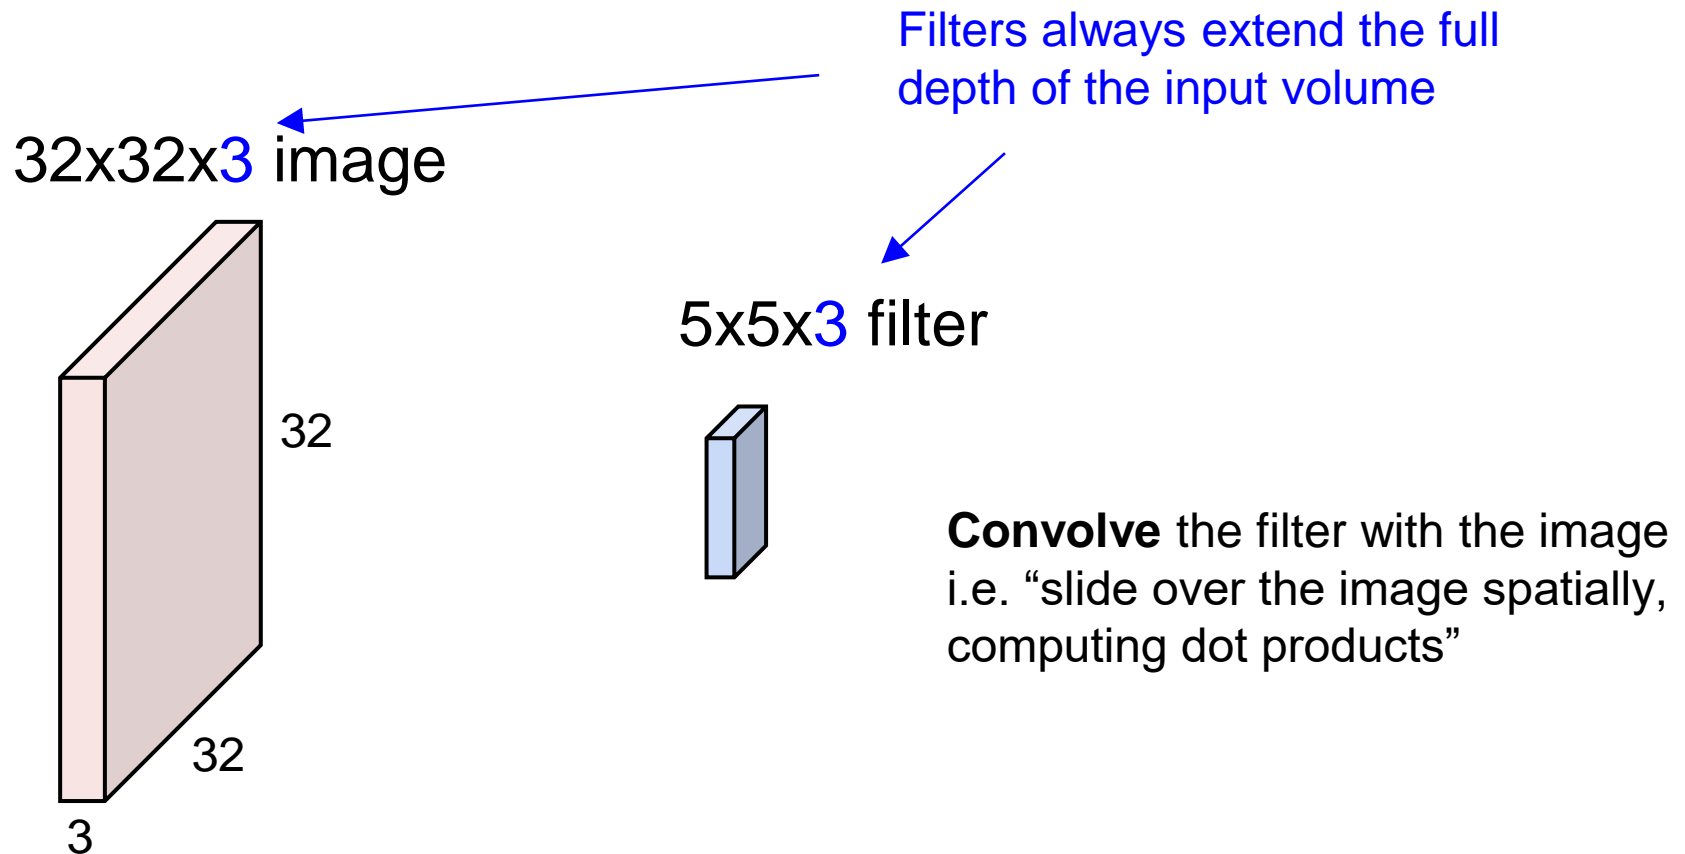 Filters always extend the full
depth of the input volume
32x32x3 image
5x5x3 filter
32
32
3
Convolve the filter with the image
i.e. “slide over the image spatially,
computing dot products”